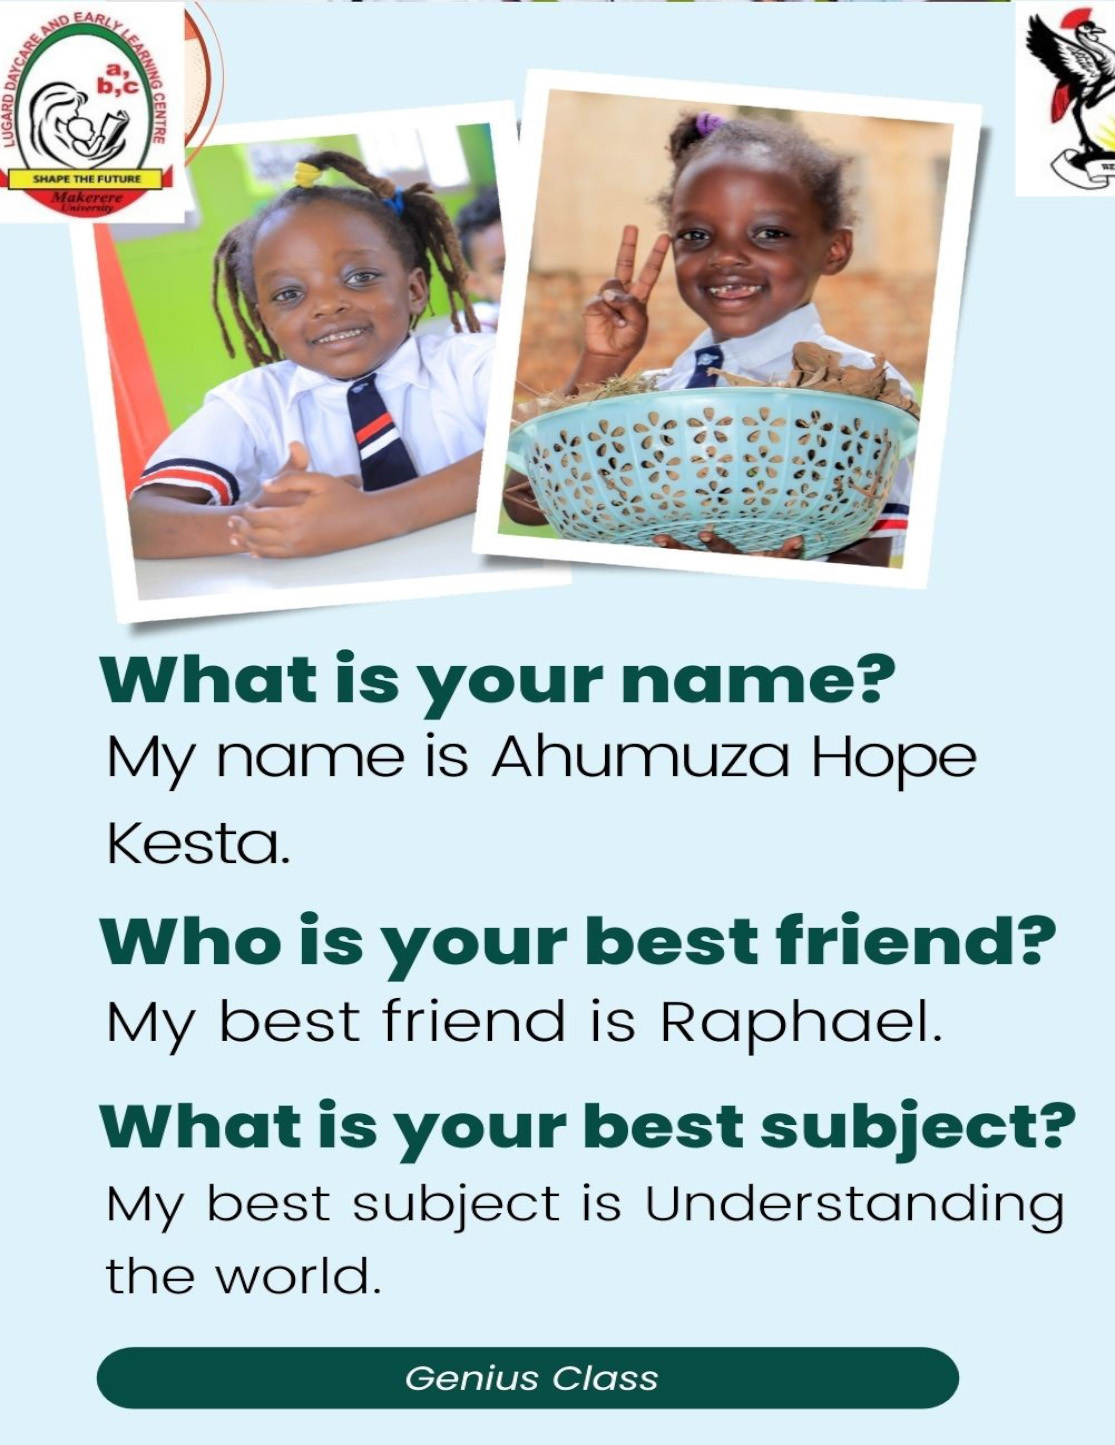 LUGARD DAYCARE AND EARLY LEARNING CENTRE
a,
b,c
SHAPE THE FUTURE
Makerere
University
WE
What is your name?
My name is Ahumuza Hope
Kesta.
Who is your best friend?
My best friend is Raphael.
What is your best subject?
My best subject is Understanding
the world.
Genius Class